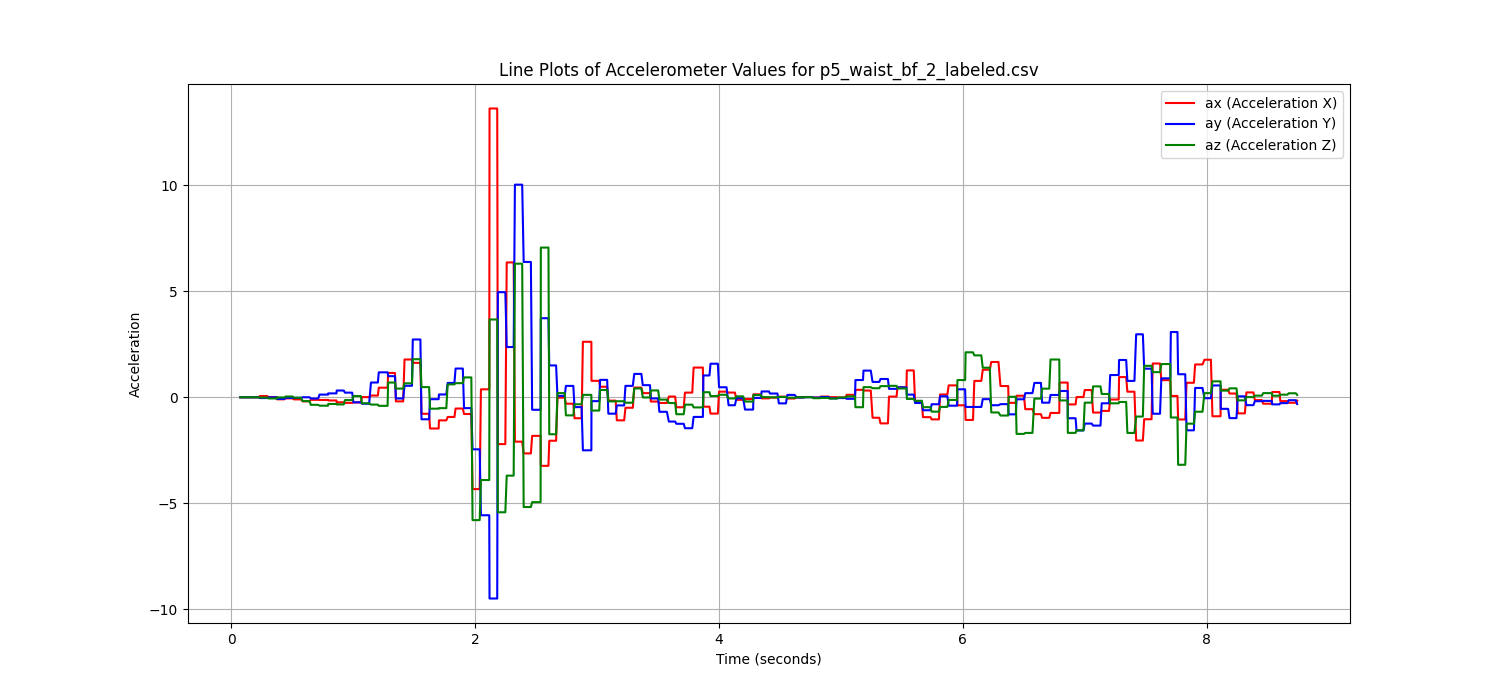 Line Plots of Accelerometer Values for p5_waist_bf_2_labeled.csv
ax (Acceleration X)
ay (Acceleration Y)
az (Acceleration Z)
Acceleration
10
5
0
−5
−10
0 2 4 6 8
Time (seconds)